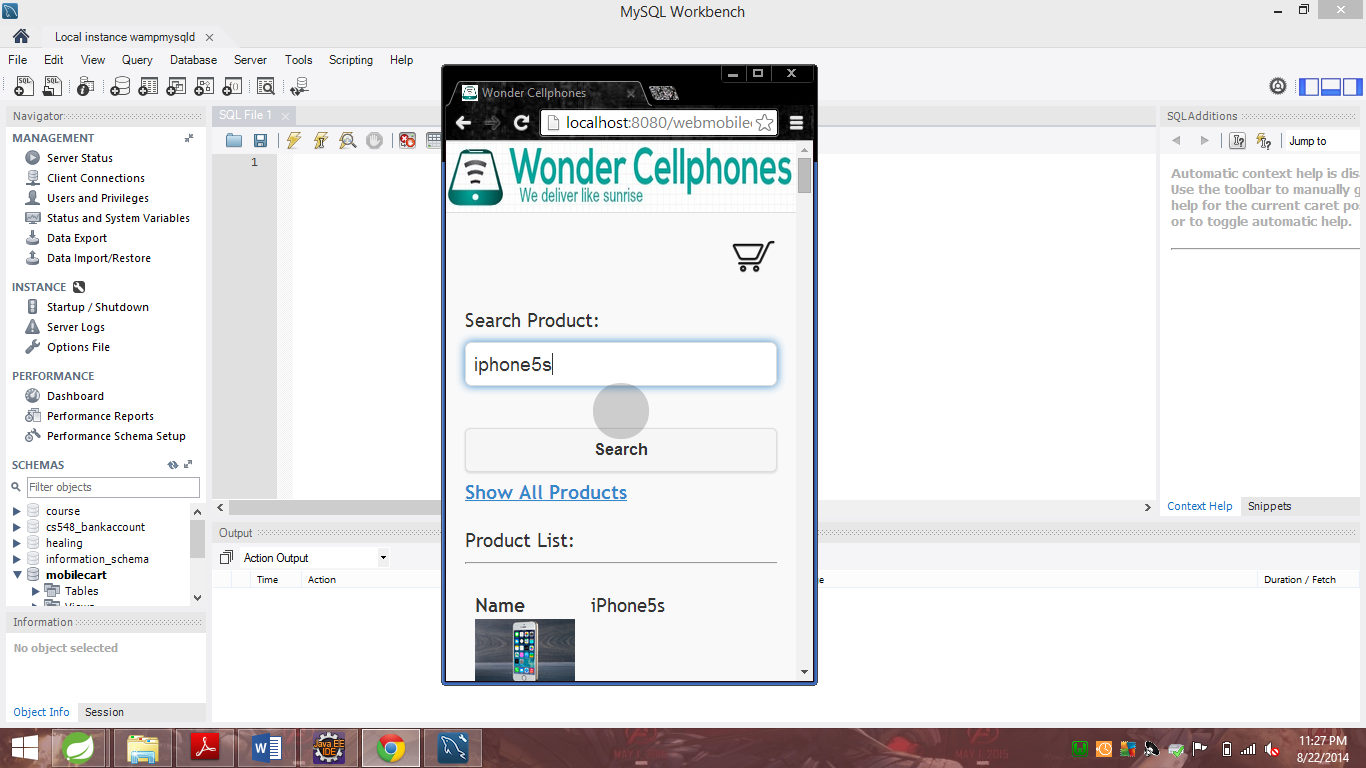 MySQL Workbench
Local instance wampmysqld
File Edit View Query Database Server Tools Scripting Help
Navigator
MANAGEMENT
Server Status
Client Connections
Users and Privileges
Status and System Variables
Data Export
Data Import/Restore
INSTANCE
Startup / Shutdown
Server Logs
Options File
PERFORMANCE
Dashboard
Performance Reports
Performance Schema Setup
SCHEMAS
Filter objects
course
cs548_bankaccount
healing
information_schema
mobilecart
Tables
Views
Information
No object selected
Object Info Session
SQL File 1
1
Wonder Cellphones
localhost:8080/webmobile
Wonder Cellphones
We deliver like sunrise
Search Product:
iphone5s
Search
Show All Products
Product List:
Name iPhone5s
SQLAdditions
Jump to
Automatic context help is disa
Use the toolbar to manually g
help for the current caret pos
or to toggle automatic help.
Context Help Snippets
Output
Action Output
Time Action Duration / Fetch
Java EE
IDE
11:27 PM
8/22/2014